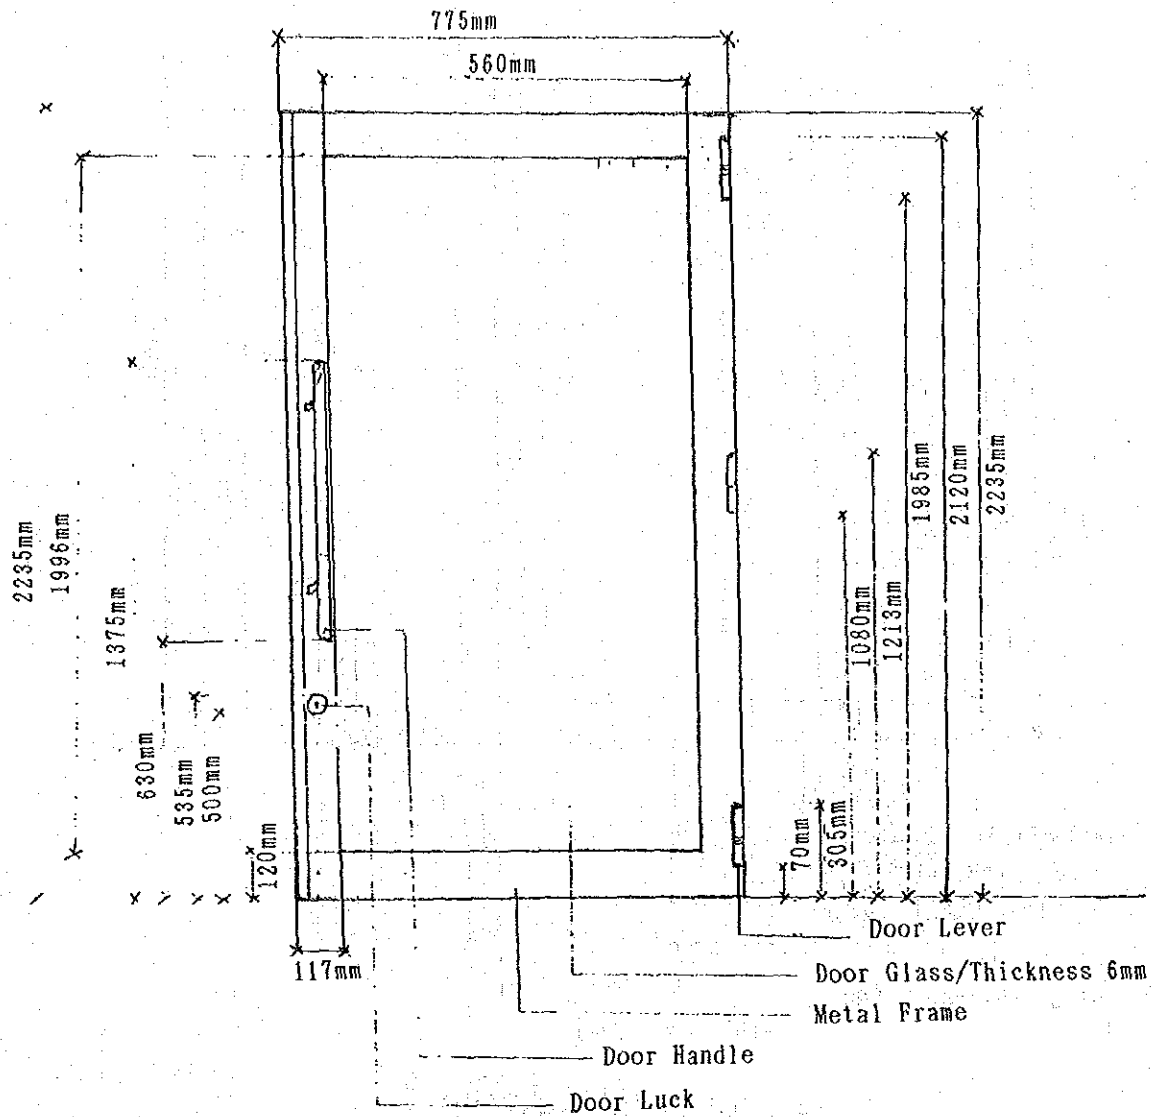 775mm
560mm
2235mm
1996mm
1375mm
630mm
535mm
500mm
120mm
117mm
70mm
305mm
1080mm
1213mm
1985mm
2120mm
2235mm
Door Lever
Door Glass/Thickness 6mm
Metal Frame
Door Handle
Door Luck